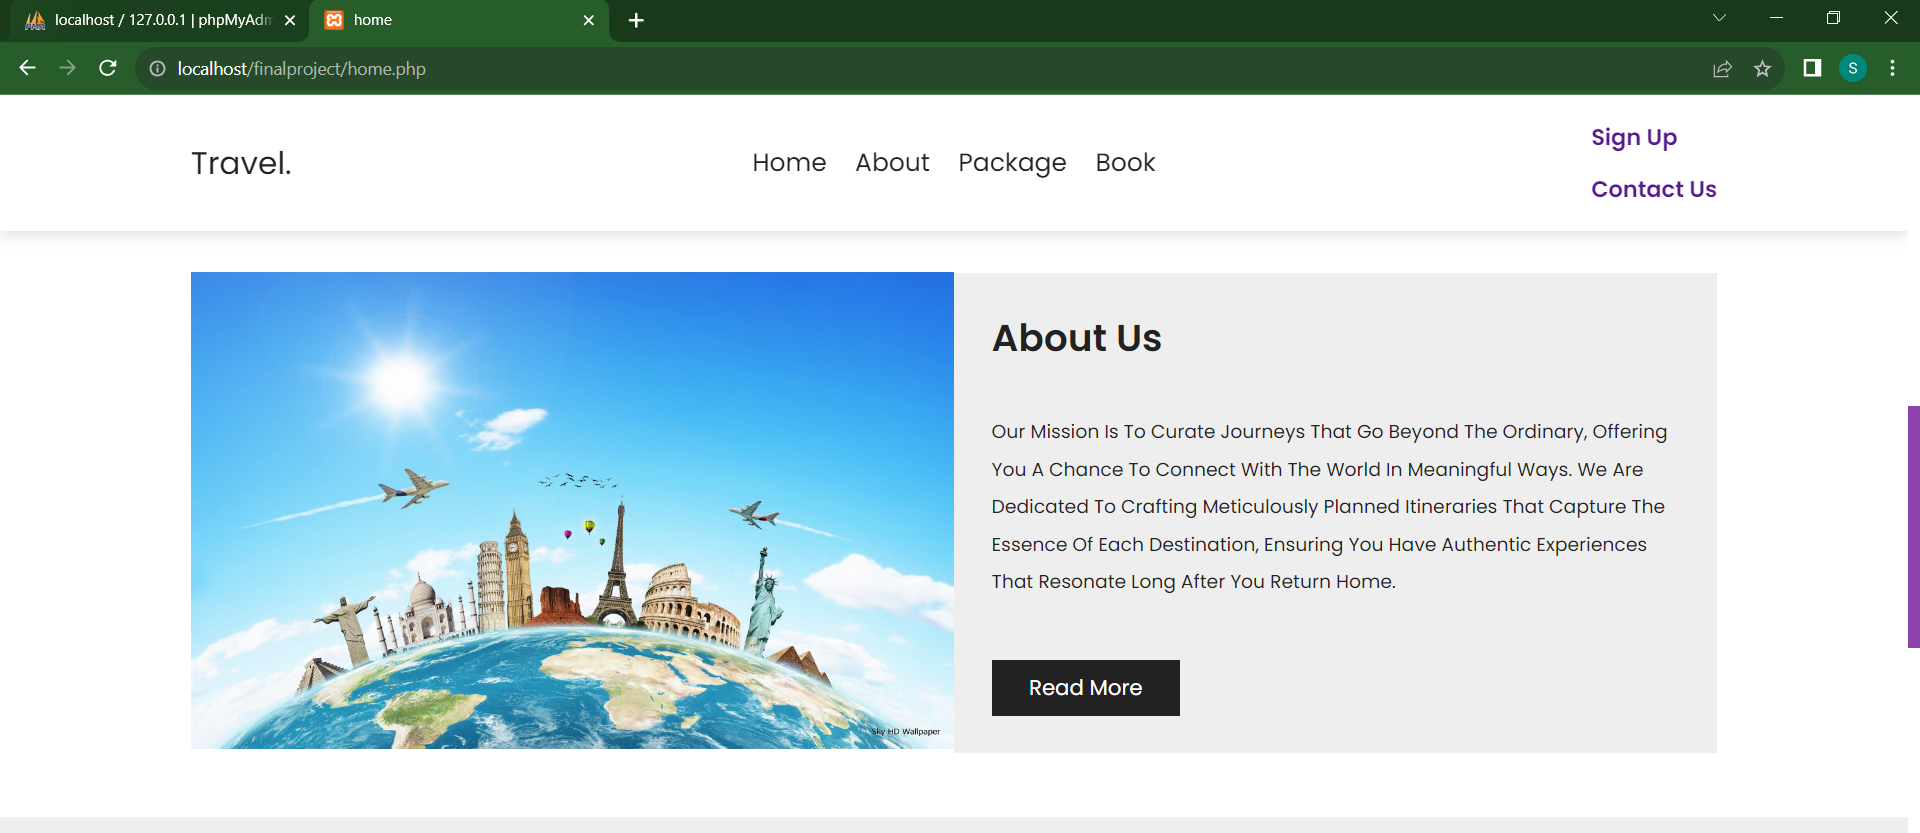 localhost / 127.0.0.1 | phpMyAdm
home
localhost/finalproject/home.php
S
Travel.
Home About Package Book
Sign Up
Contact Us
About Us
Our Mission Is To Curate Journeys That Go Beyond The Ordinary, Offering
You A Chance To Connect With The World In Meaningful Ways. We Are
Dedicated To Crafting Meticulously Planned Itineraries That Capture The
Essence Of Each Destination, Ensuring You Have Authentic Experiences
That Resonate Long After You Return Home.
Read More
Sky HD Wallpaper